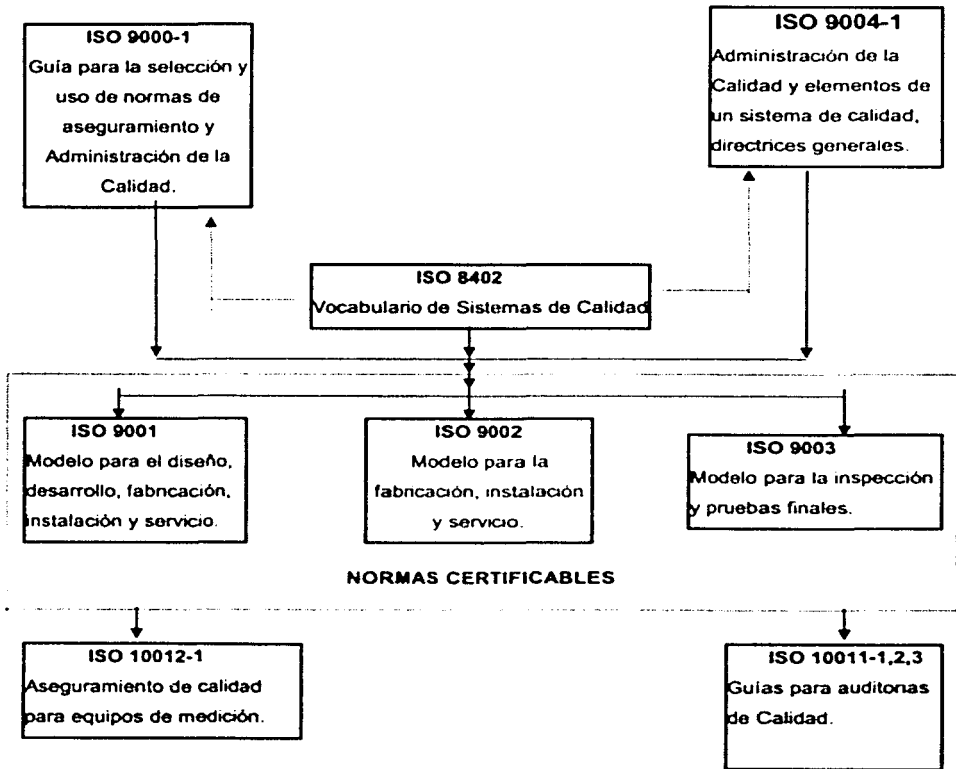 ISO 9000-1
Guía para la selección y
uso de normas de
aseguramiento y
Administración de la
Calidad.
ISO 9004-1
Administración de la
Calidad y elementos de
un sistema de calidad,
directrices generales.
ISO 8402
Vocabulario de Sistemas de Calidad
ISO 9001
Modelo para el diseño,
desarrollo, fabricación,
instalación y servicio.
ISO 9002
Modelo para la
fabricación, instalación
y servicio.
ISO 9003
Modelo para la inspección
y pruebas finales.
NORMAS CERTIFICABLES
ISO 10012-1
Aseguramiento de calidad
para equipos de medición.
ISO 10011-1,2,3
Guías para auditorias
de Calidad.